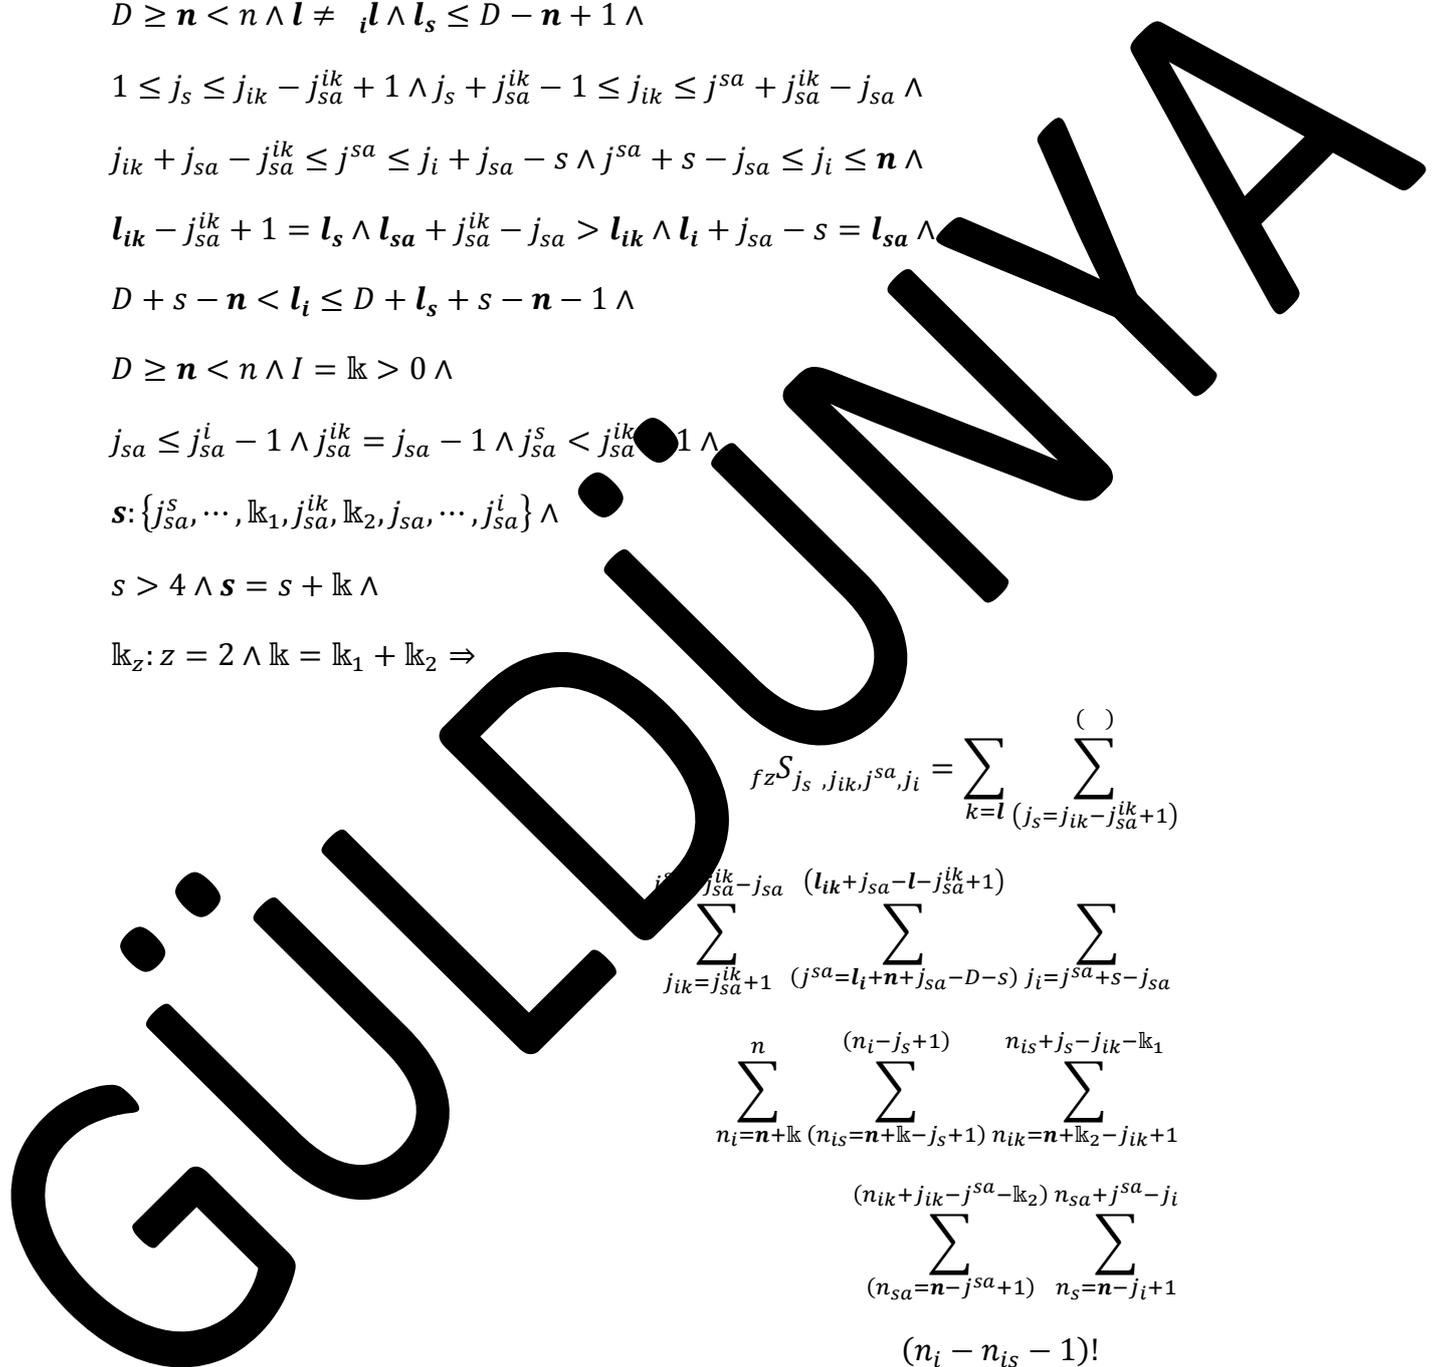 D ≥ n < n ∧ l ≠ ᵢl ∧ l_s ≤ D − n + 1 ∧
1 ≤ j_s ≤ j_{ik} − j_{sa}^{ik} + 1 ∧ j_s + j_{sa}^{ik} − 1 ≤ j_{ik} ≤ j^{sa} + j_{sa}^{ik} − j_{sa} ∧
j_{ik} + j_{sa} − j_{sa}^{ik} ≤ j^{sa} ≤ j_i + j_{sa} − s ∧ j^{sa} + s − j_{sa} ≤ j_i ≤ n ∧
l_{ik} − j_{sa}^{ik} + 1 = l_s ∧ l_{sa} + j_{sa}^{ik} − j_{sa} > l_{ik} ∧ l_i + j_{sa} − s = l_{sa} ∧
D + s − n < l_i ≤ D + l_s + s − n − 1 ∧
D ≥ n < n ∧ I = 𝕜 > 0 ∧
j_{sa} ≤ j_{sa}^{i} − 1 ∧ j_{sa}^{ik} = j_{sa} − 1 ∧ j_{sa}^{s} < j_{sa}^{ik} 1 ∧
s: {j_{sa}^{s}, ⋯ , 𝕜_1, j_{sa}^{ik}, 𝕜_2, j_{sa}, ⋯ , j_{sa}^{i}} ∧
s > 4 ∧ s = s + 𝕜 ∧
𝕜_z: z = 2 ∧ 𝕜 = 𝕜_1 + 𝕜_2 ⇒
_{fz}S_{j_s ,j_{ik},j^{sa},j_i} = ∑_{k=l} ∑_{(j_s=j_{ik}−j_{sa}^{ik}+1)}^{( )}
∑_{j_{ik}=j_{sa}^{ik}+1}^{j_{sa}^{ik}−j_{sa}} ∑_{(j^{sa}=l_i+n+j_{sa}−D−s)}^{(l_{ik}+j_{sa}−l−j_{sa}^{ik}+1)} ∑_{j_i=j^{sa}+s−j_{sa}}
∑_{n_i=n+𝕜}^{n} ∑_{(n_{is}=n+𝕜−j_s+1)}^{(n_i−j_s+1)} ∑_{n_{ik}=n+𝕜_2−j_{ik}+1}^{n_{is}+j_s−j_{ik}−𝕜_1}
∑_{(n_{sa}=n−j^{sa}+1)}^{(n_{ik}+j_{ik}−j^{sa}−𝕜_2)} ∑_{n_s=n−j_i+1}^{n_{sa}+j^{sa}−j_i}
(n_i − n_{is} − 1)!
GÜLDÜNYA